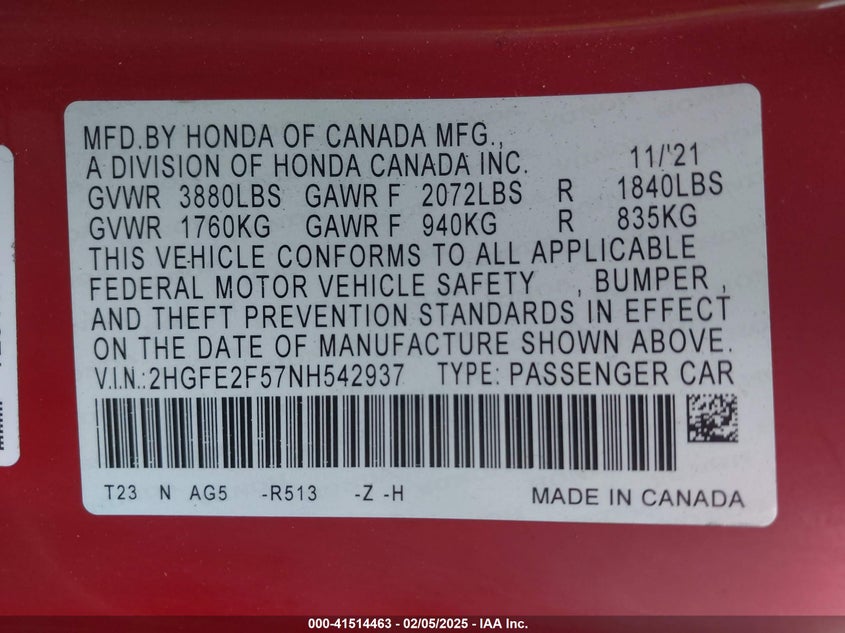 MFD.BY HONDA OF CANADA MFG.,
A DIVISION OF HONDA CANADA INC. 11/'21
GVWR 3880LBS GAWR F 2072LBS R 1840LBS
GVWR 1760KG GAWR F 940KG R 835KG
THIS VEHICLE CONFORMS TO ALL APPLICABLE
FEDERAL MOTOR VEHICLE SAFETY , BUMPER ,
AND THEFT PREVENTION STANDARDS IN EFFECT
ON THE DATE OF MANUFACTURE SHOWN ABOVE.
V.I.N.:2HGFE2F57NH542937 TYPE: PASSENGER CAR
T23 N AG5 -R513 -Z -H MADE IN CANADA
000-41514463 - 02/05/2025 - IAA Inc.